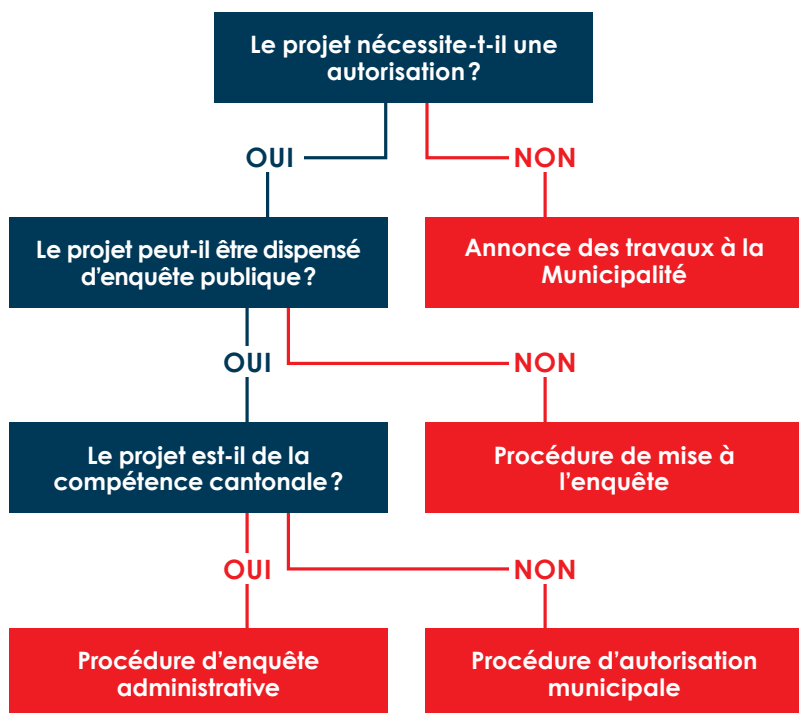 Le projet nécessite-t-il une
autorisation ?
OUI
NON
Le projet peut-il être dispensé
d'enquête publique ?
Annonce des travaux à la
Municipalité
OUI
NON
Le projet est-il de la
compétence cantonale ?
Procédure de mise à
l'enquête
OUI
NON
Procédure d'enquête
administrative
Procédure d'autorisation
municipale